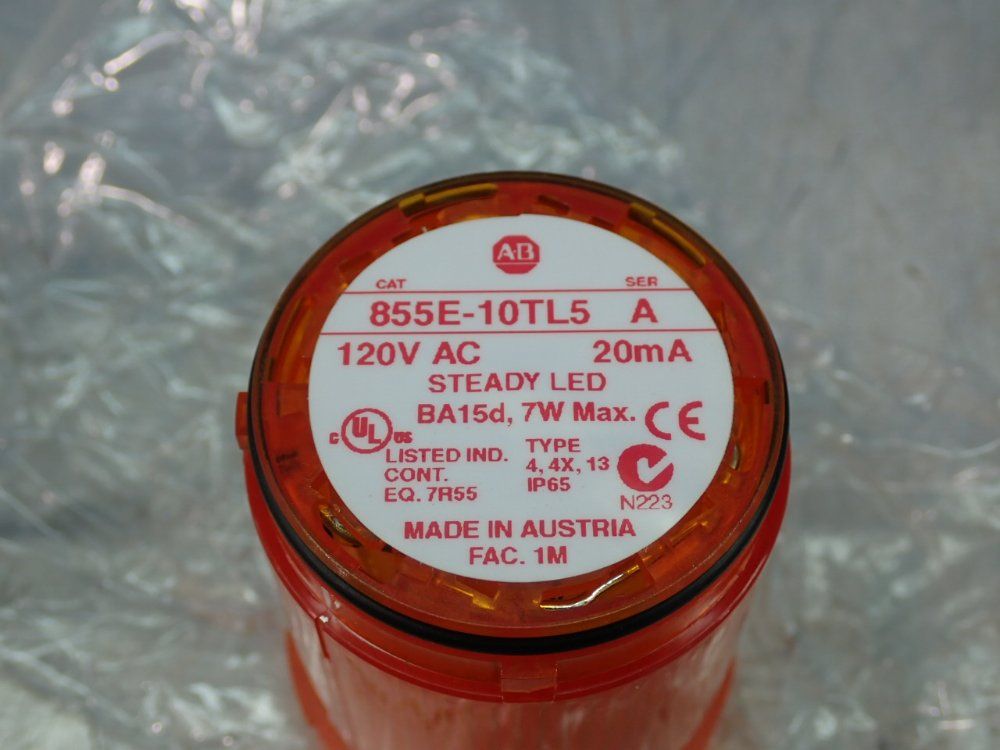 A-B
CAT SER
855E-10TL5 A
120V AC 20mA
STEADY LED
BA15d, 7W Max. CE
c UL US
LISTED IND.
CONT.
EQ. 7R55
TYPE
4, 4X, 13
IP65
N223
MADE IN AUSTRIA
FAC. 1M